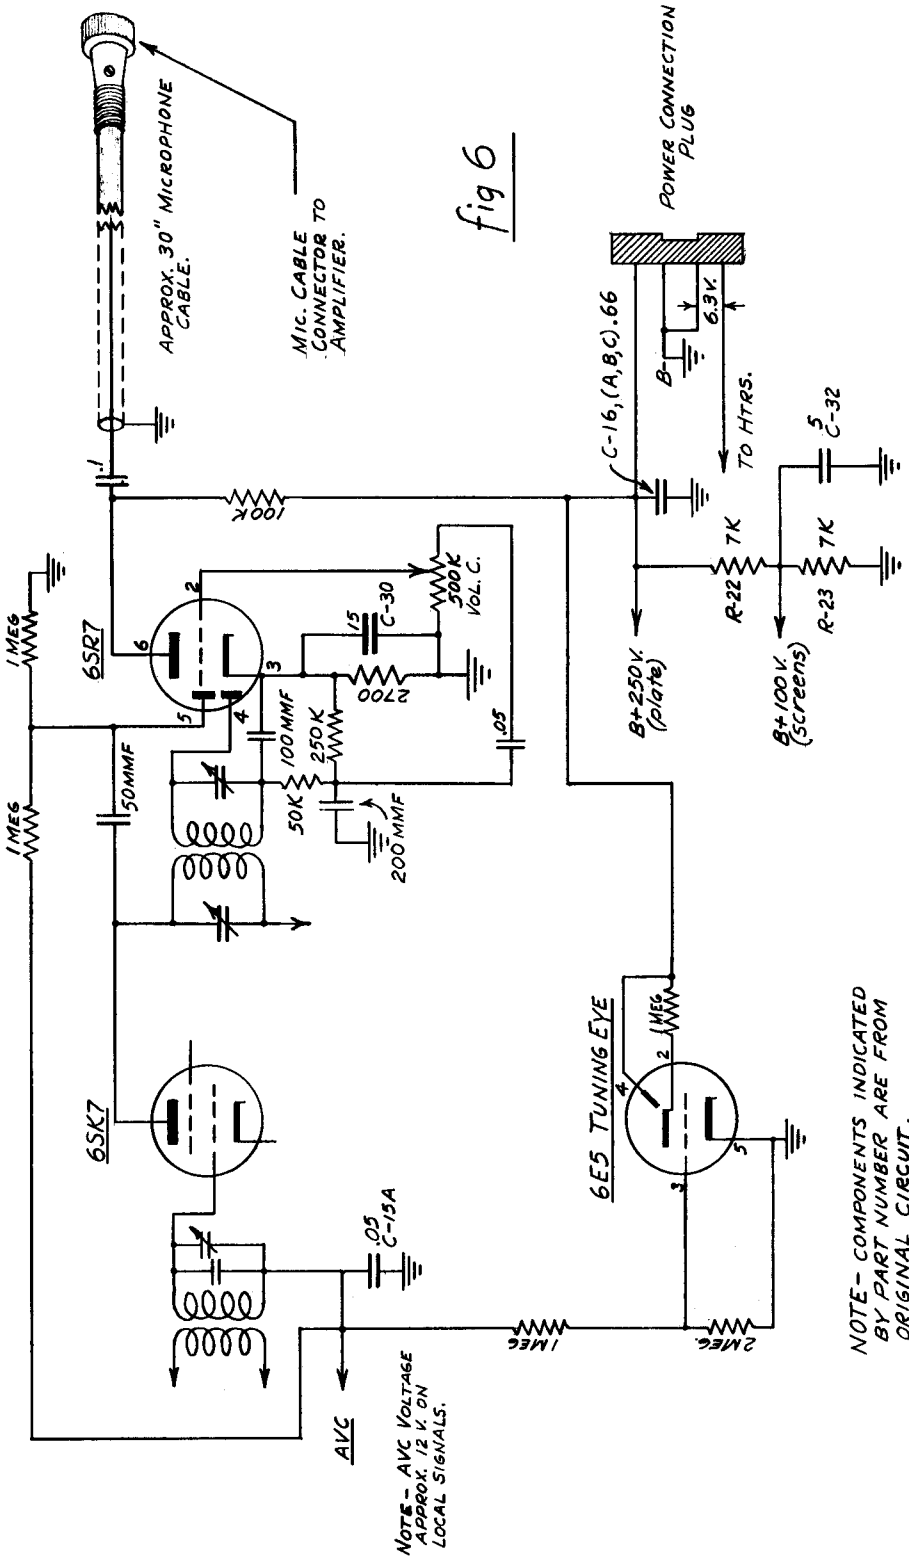 APPROX. 30" MICROPHONE
CABLE.
MIC. CABLE
CONNECTOR TO
AMPLIFIER.
fig 6
POWER CONNECTION
PLUG
1 MEG
1 MEG
50MMF
6SR7
6
2
5
4
3
.1
100K
100MMF
250K
50K
200 MMF
15
C-30
2700
500K
VOL. C.
.05
C-16, (A,B,C).66
B-
6.3V.
TO HTRS.
B+250V.
(plate)
R-22
7K
B+100V.
(screens)
R-23
7K
5
C-32
6SK7
.05
C-15A
AVC
NOTE- AVC VOLTAGE
APPROX. 12 V. ON
LOCAL SIGNALS.
1 MEG
2 MEG.
6E5 TUNING EYE
4
2
3
5
1 MEG
NOTE- COMPONENTS INDICATED
BY PART NUMBER ARE FROM
ORIGINAL CIRCUIT.